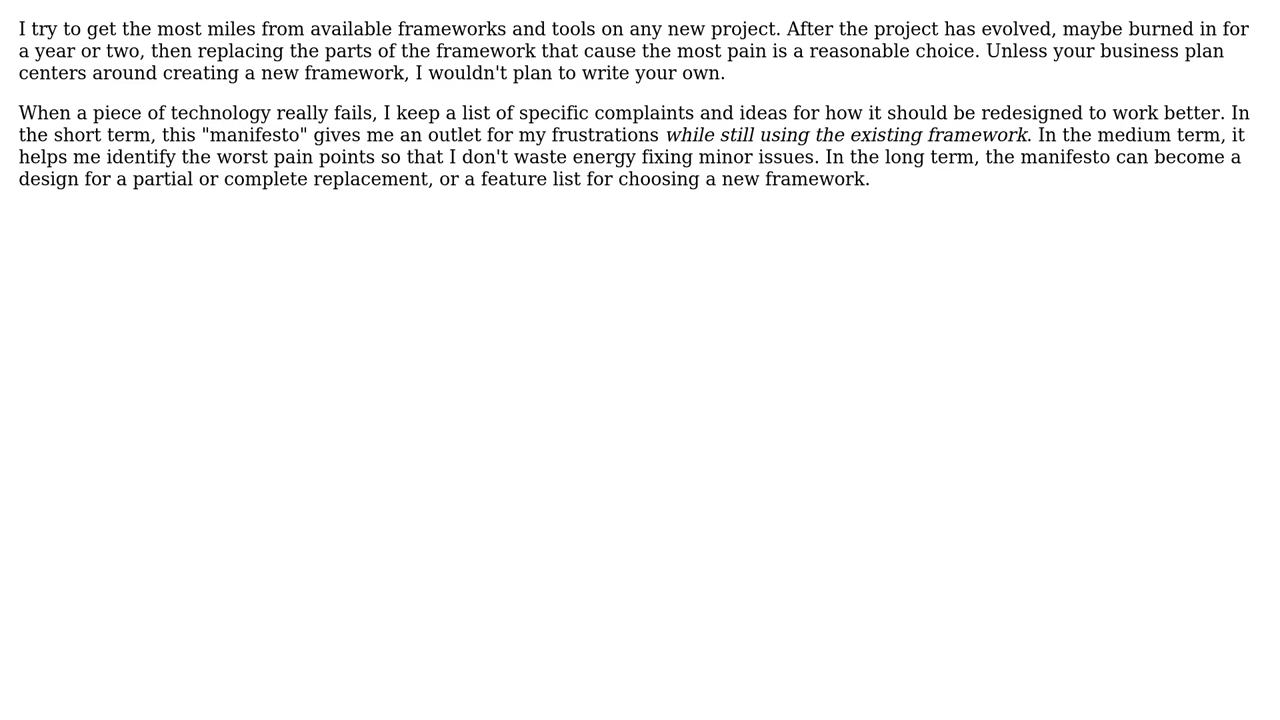 I try to get the most miles from available frameworks and tools on any new project. After the project has evolved, maybe burned in for
a year or two, then replacing the parts of the framework that cause the most pain is a reasonable choice. Unless your business plan
centers around creating a new framework, I wouldn't plan to write your own.
When a piece of technology really fails, I keep a list of specific complaints and ideas for how it should be redesigned to work better. In
the short term, this "manifesto" gives me an outlet for my frustrations while still using the existing framework. In the medium term, it
helps me identify the worst pain points so that I don't waste energy fixing minor issues. In the long term, the manifesto can become a
design for a partial or complete replacement, or a feature list for choosing a new framework.